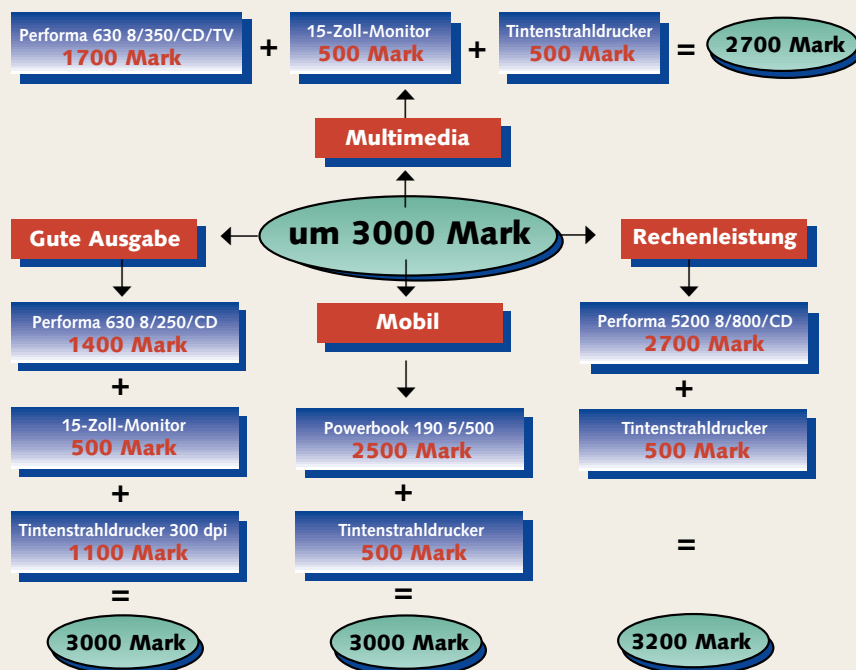 Performa 630 8/350/CD/TV
1700 Mark
+
15-Zoll-Monitor
500 Mark
+
Tintenstrahldrucker
500 Mark
=
2700 Mark
Multimedia
um 3000 Mark
Gute Ausgabe
Performa 630 8/250/CD
1400 Mark
+
15-Zoll-Monitor
500 Mark
+
Tintenstrahldrucker 300 dpi
1100 Mark
=
3000 Mark
Mobil
Powerbook 190 5/500
2500 Mark
+
Tintenstrahldrucker
500 Mark
=
3000 Mark
Rechenleistung
Performa 5200 8/800/CD
2700 Mark
+
Tintenstrahldrucker
500 Mark
=
3200 Mark